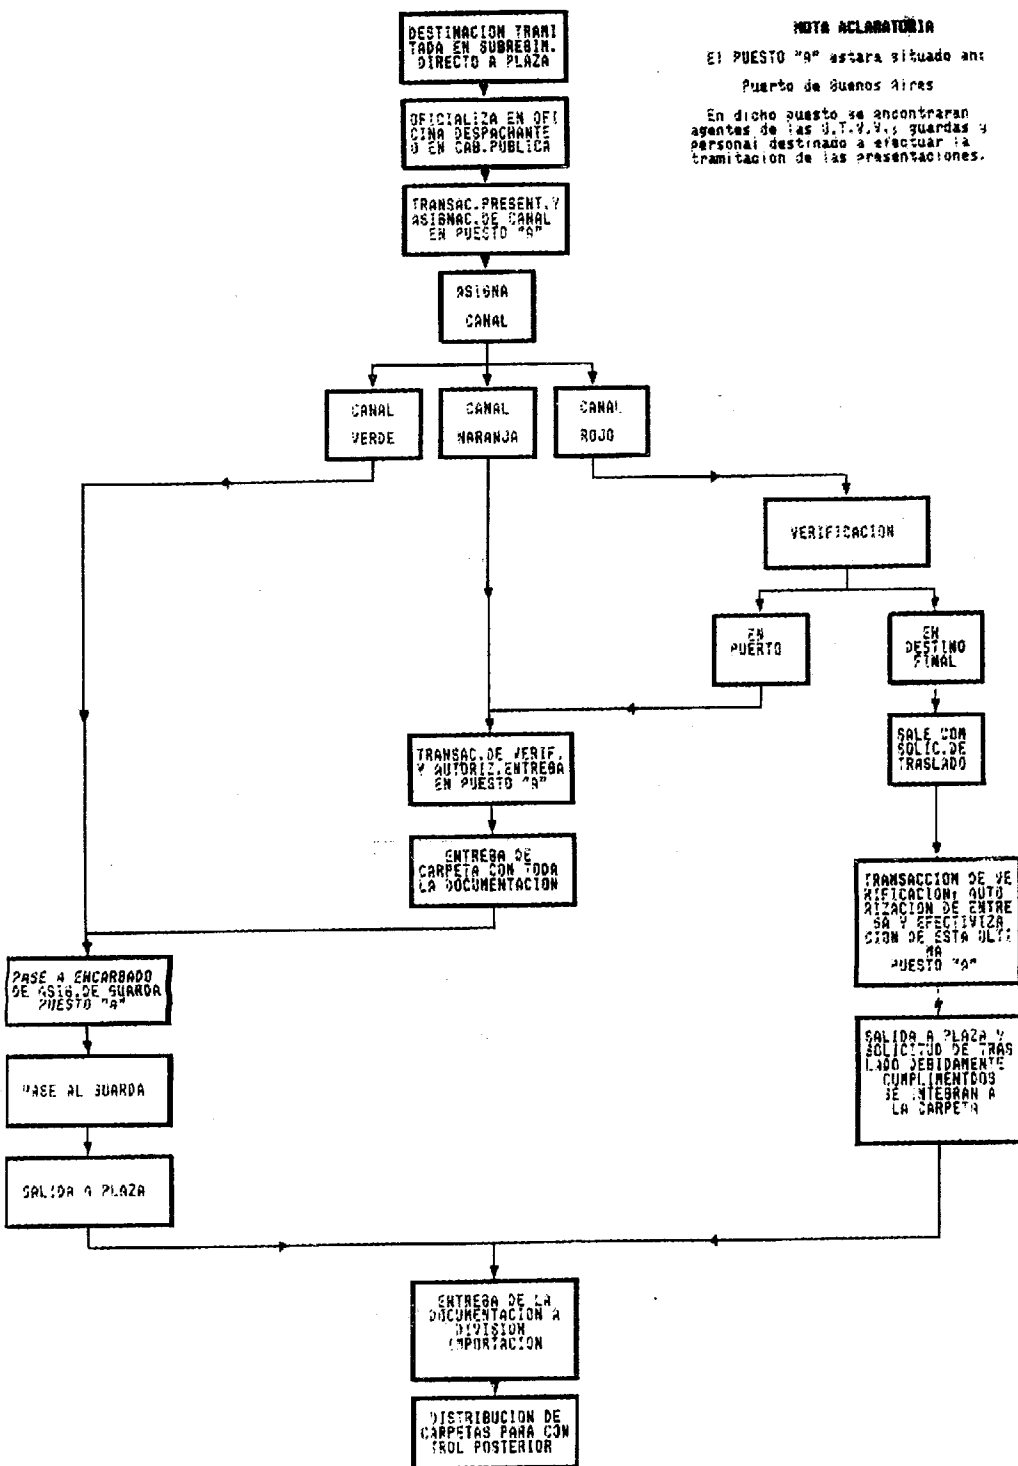 DESTINACION TRAMI
TADA EN SUBREGIM.
DIRECTO A PLAZA
NOTA ACLARATORIA
El PUESTO "A" estara situado en:
Puerto de Buenos Aires
En dicho puesto se encontraran
agentes de las U.T.V.V., guardas y
personal destinado a efectuar la
tramitacion de las presentaciones.
OFICIALIZA EN OFI
CINA DESPACHANTE
O EN CAB.PUBLICA
TRANSAC.PRESENT.Y
ASIGNAC.DE CANAL
EN PUESTO "A"
ASIGNA
CANAL
CANAL
VERDE
CANAL
NARANJA
CANAL
ROJO
VERIFICACION
EN
PUERTO
EN
DESTINO
FINAL
SALE CON
SOLIC.DE
TRASLADO
TRANSAC.DE VERIF.
Y AUTORIZ.ENTREGA
EN PUESTO "A"
ENTREGA DE
CARPETA CON TODA
LA DOCUMENTACION
TRANSACCION DE VE
RIFICACION, AUTO
RIZACION DE ENTRE
GA Y EFECTIVIZA
CION DE ESTA ULTI
MA
PUESTO "A"
PASE A ENCARGADO
DE ASIG.DE GUARDA
PUESTO "A"
PASE AL GUARDA
SALIDA A PLAZA
SALIDA A PLAZA Y
SOLICITUD DE TRAS
LADO DEBIDAMENTE
CUMPLIMENTDOS
SE INTEGRAN A
LA CARPETA
ENTREGA DE LA
DOCUMENTACION A
DIVISION
IMPORTACION
DISTRIBUCION DE
CARPETAS PARA CON
TROL POSTERIOR